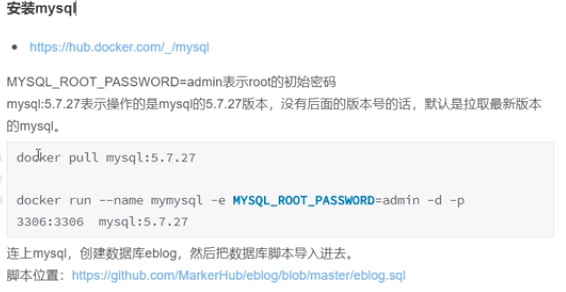 安装mysql
https://hub.docker.com/_/mysql
MYSQL_ROOT_PASSWORD=admin表示root的初始密码
mysql:5.7.27表示操作的是mysql的5.7.27版本，没有后面的版本号的话，默认是拉取最新版本
的mysql。
docker pull mysql:5.7.27
docker run --name mymysql -e MYSQL_ROOT_PASSWORD=admin -d -p
3306:3306  mysql:5.7.27
连上mysql，创建数据库eblog，然后把数据库脚本导入进去。
脚本位置：https://github.com/MarkerHub/eblog/blob/master/eblog.sql